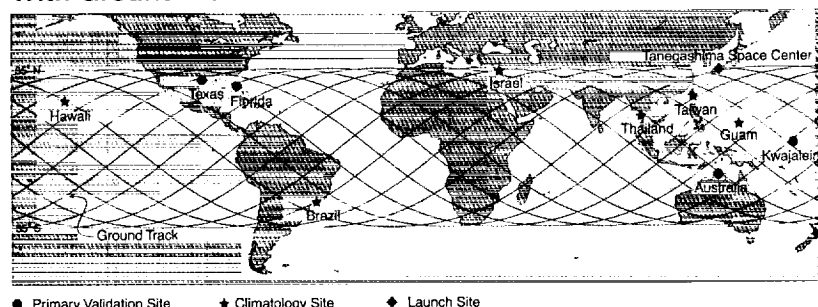 35° N
Tanegashima Space Center
Israel
Texas
Florida
Hawaii
Taiwan
Thailand
Guam
Kwajalein
Australia
Brazil
35° S
Ground Track
Primary Validation Site
Climatology Site
Launch Site